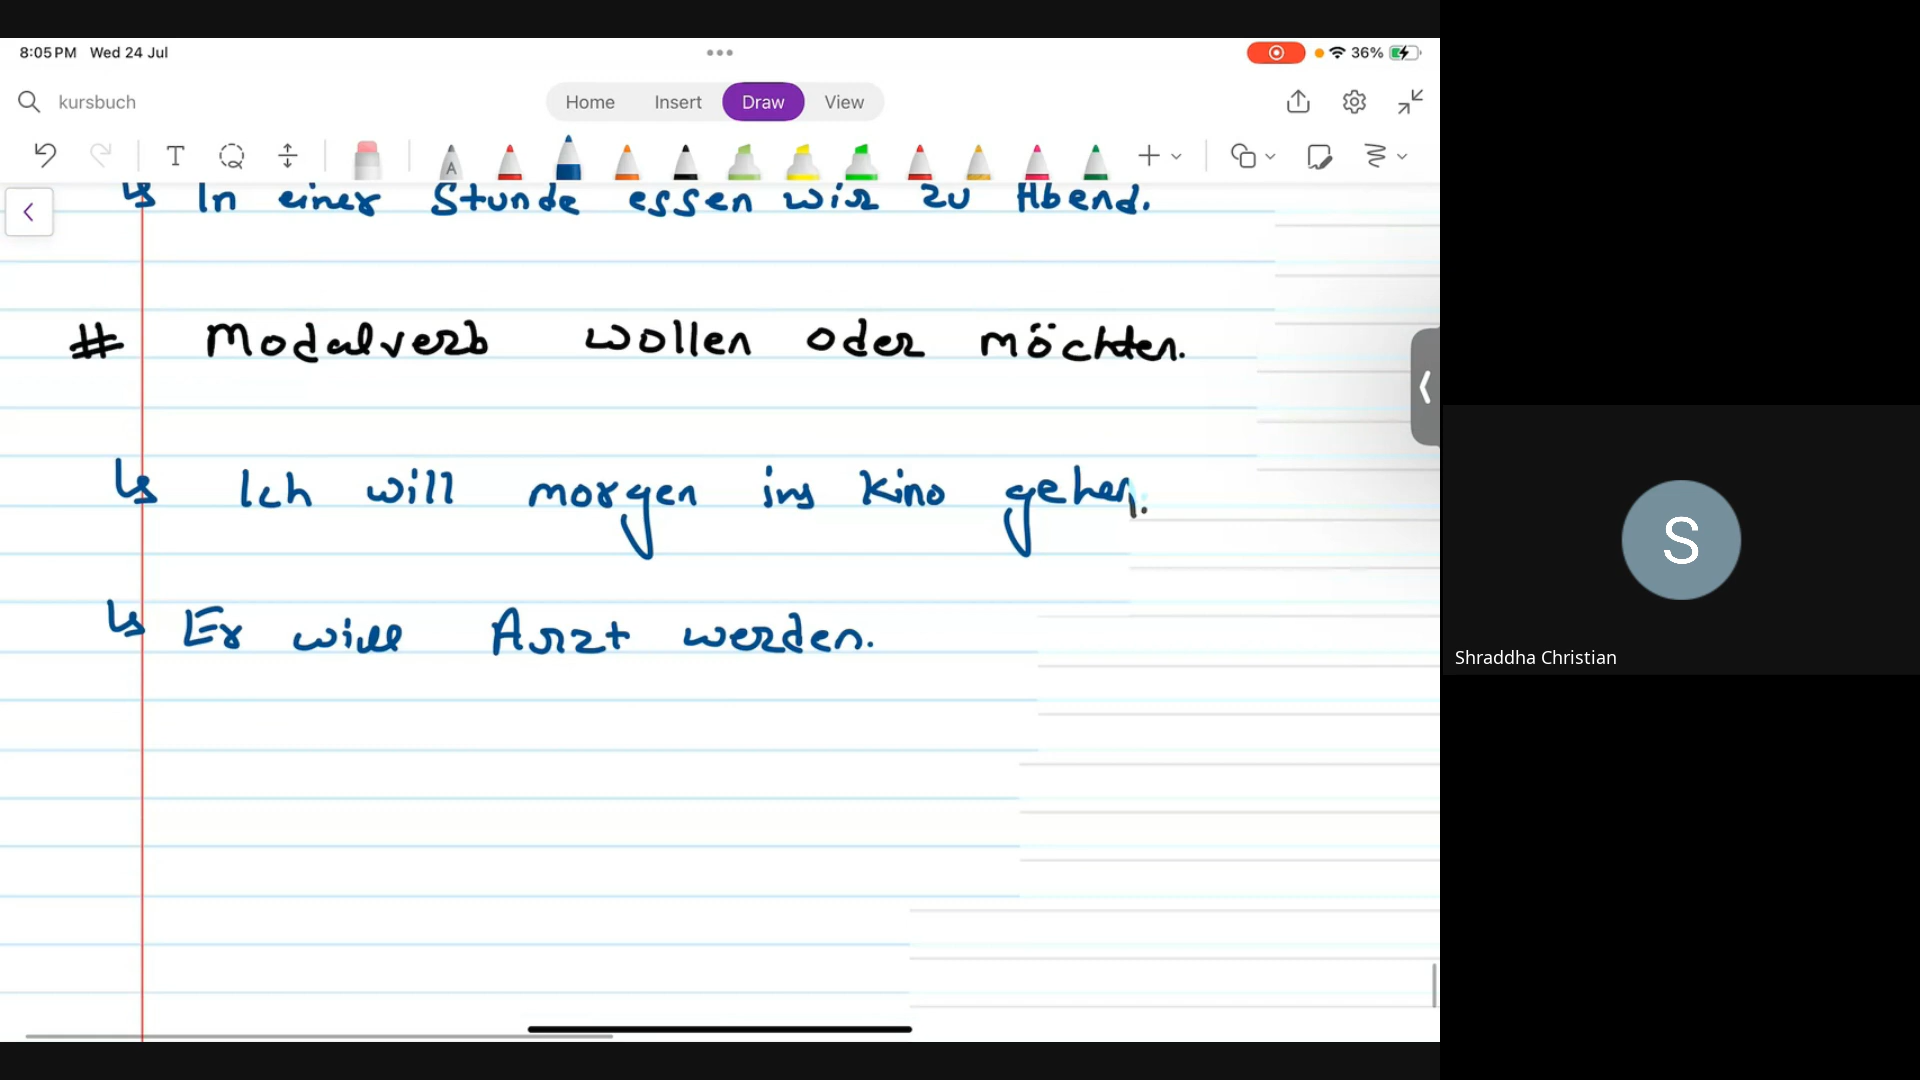 8:05 PM Wed 24 Jul
36%
kursbuch
Home Insert Draw View
T
A
↳ In einer Stunde essen wir zu Abend.
# Modalverb wollen oder möchten.
↳ Ich will morgen ins Kino gehen.
↳ Er will Arzt werden.
S
Shraddha Christian